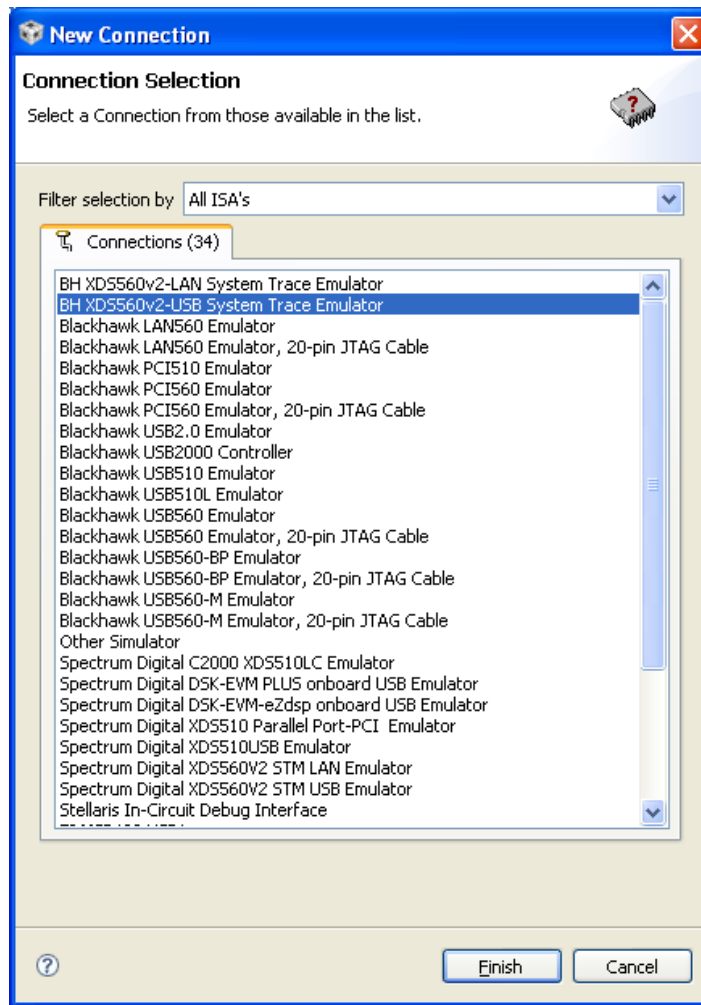 New Connection
Connection Selection
Select a Connection from those available in the list.
Filter selection by All ISA's
Connections (34)
BH XDS560v2-LAN System Trace Emulator
BH XDS560v2-USB System Trace Emulator
Blackhawk LAN560 Emulator
Blackhawk LAN560 Emulator, 20-pin JTAG Cable
Blackhawk PCI510 Emulator
Blackhawk PCI560 Emulator
Blackhawk PCI560 Emulator, 20-pin JTAG Cable
Blackhawk USB2.0 Emulator
Blackhawk USB2000 Controller
Blackhawk USB510 Emulator
Blackhawk USB510L Emulator
Blackhawk USB560 Emulator
Blackhawk USB560 Emulator, 20-pin JTAG Cable
Blackhawk USB560-BP Emulator
Blackhawk USB560-BP Emulator, 20-pin JTAG Cable
Blackhawk USB560-M Emulator
Blackhawk USB560-M Emulator, 20-pin JTAG Cable
Other Simulator
Spectrum Digital C2000 XDS510LC Emulator
Spectrum Digital DSK-EVM PLUS onboard USB Emulator
Spectrum Digital DSK-EVM-eZdsp onboard USB Emulator
Spectrum Digital XDS510 Parallel Port-PCI  Emulator
Spectrum Digital XDS510USB Emulator
Spectrum Digital XDS560V2 STM LAN Emulator
Spectrum Digital XDS560V2 STM USB Emulator
Stellaris In-Circuit Debug Interface
Finish Cancel